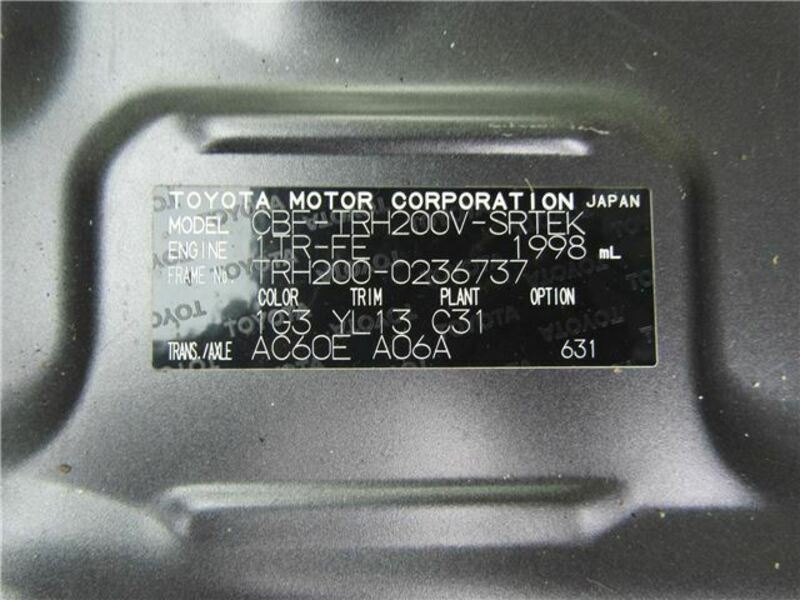 TOYOTA MOTOR CORPORATION JAPAN
MODEL CBF-TRH200V-SRTEK
ENGINE 1TR-FE 1998 mL
FRAME No. TRH200-0236737
COLOR TRIM PLANT OPTION
1G3 YL13 C31
TRANS./AXLE AC60E A06A 631